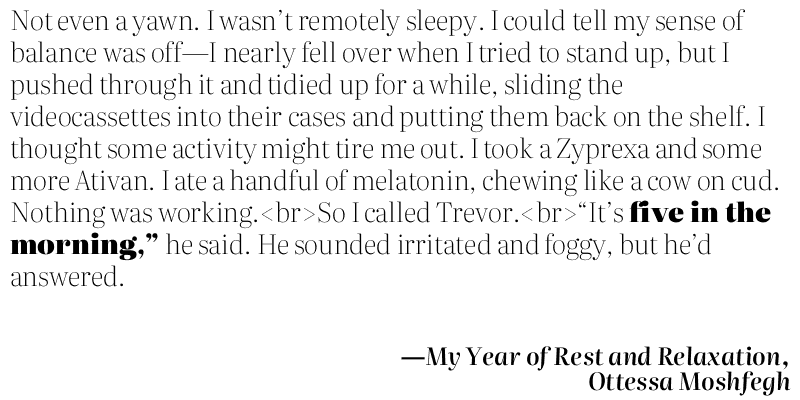 Not even a yawn. I wasn’t remotely sleepy. I could tell my sense of
balance was off—I nearly fell over when I tried to stand up, but I
pushed through it and tidied up for a while, sliding the
videocassettes into their cases and putting them back on the shelf. I
thought some activity might tire me out. I took a Zyprexa and some
more Ativan. I ate a handful of melatonin, chewing like a cow on cud.
Nothing was working.<br>So I called Trevor.<br>“It’s five in the
morning,” he said. He sounded irritated and foggy, but he’d
answered.
—My Year of Rest and Relaxation,
Ottessa Moshfegh